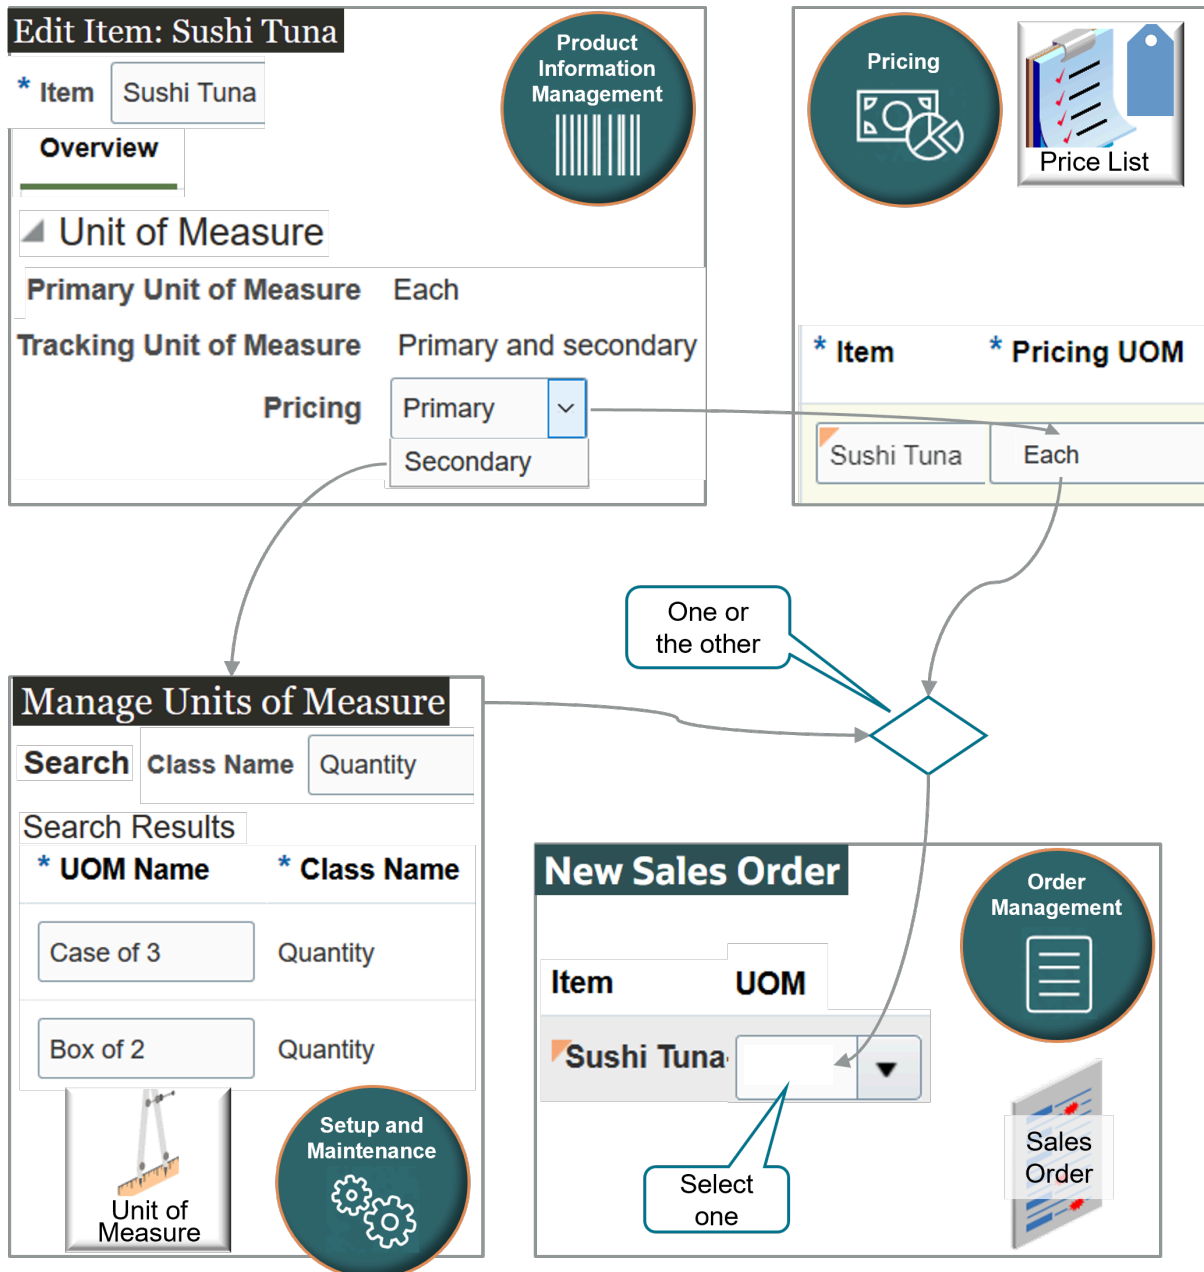 Edit Item: Sushi Tuna
* Item Sushi Tuna
Overview
Unit of Measure
Primary Unit of Measure Each
Tracking Unit of Measure Primary and secondary
Pricing Primary
Secondary
Product
Information
Management
Pricing
Price List
* Item * Pricing UOM
Sushi Tuna Each
One or
the other
Manage Units of Measure
Search Class Name Quantity
Search Results
* UOM Name * Class Name
Case of 3 Quantity
Box of 2 Quantity
Unit of
Measure
Setup and
Maintenance
New Sales Order
Order
Management
Item UOM
Sushi Tuna
Select
one
Sales
Order